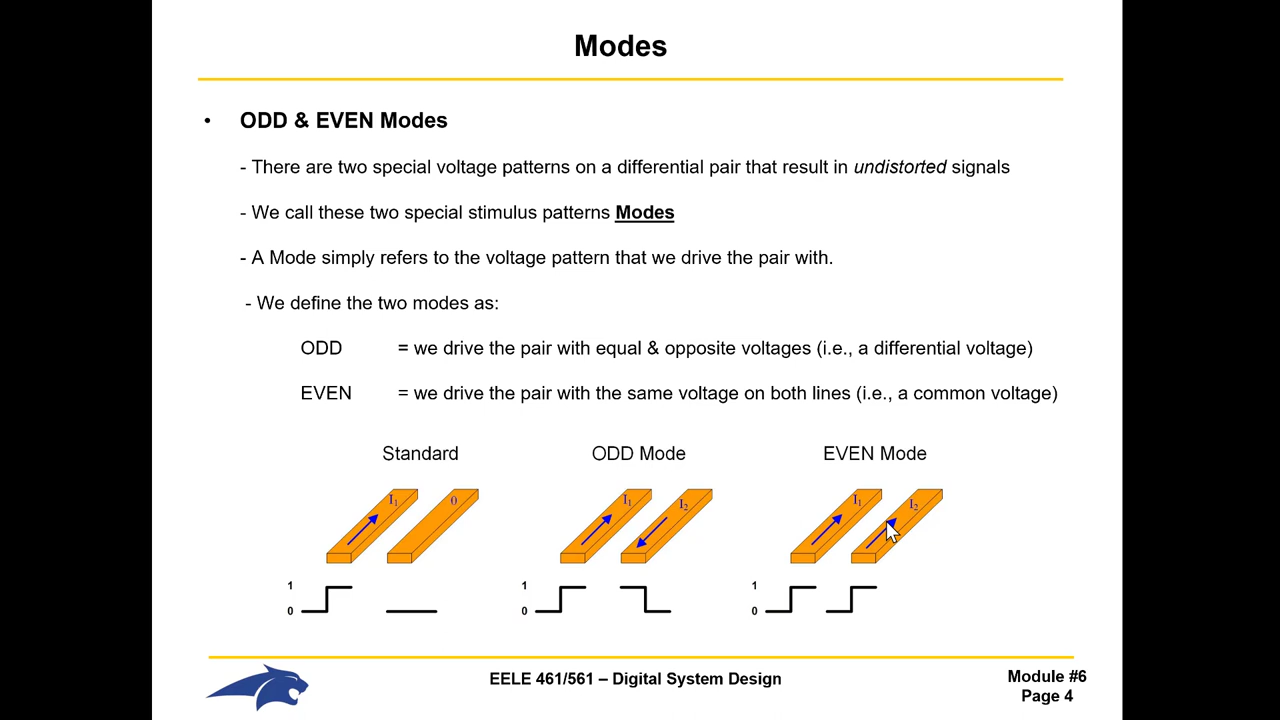 Modes
• ODD & EVEN Modes
- There are two special voltage patterns on a differential pair that result in undistorted signals
- We call these two special stimulus patterns Modes
- A Mode simply refers to the voltage pattern that we drive the pair with.
- We define the two modes as:
ODD = we drive the pair with equal & opposite voltages (i.e., a differential voltage)
EVEN = we drive the pair with the same voltage on both lines (i.e., a common voltage)
Standard ODD Mode EVEN Mode
I1 0 I1 I2 I1 I2
1 1 1
0 0 0
EELE 461/561 – Digital System Design
Module #6
Page 4